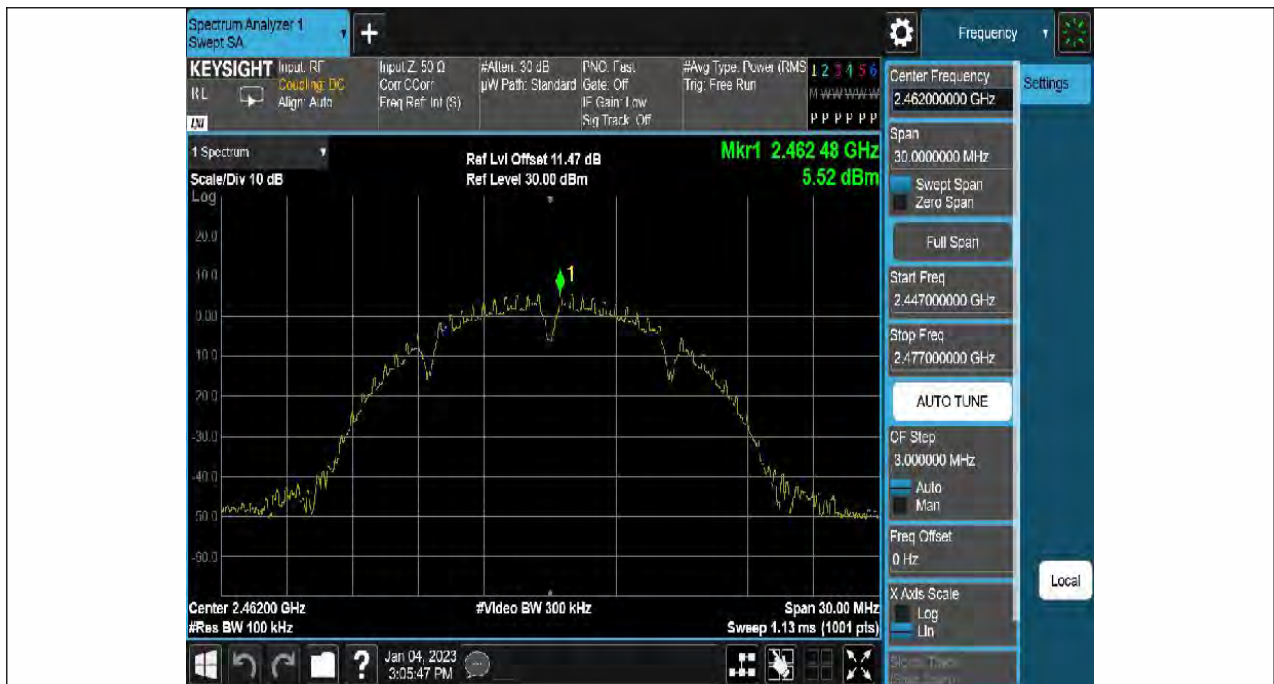 Spectrum Analyzer 1
Swept SA
+
Frequency
KEYSIGHT
RL
LXI
Input: RF
Coupling: DC
Align: Auto
Input Z: 50 Ω
Corr CCorr
Freq Ref: Int (S)
#Atten: 30 dB
µW Path: Standard
PNO: Fast
Gate: Off
IF Gain: Low
Sig Track: Off
#Avg Type: Power (RMS
Trig: Free Run
1 2 3 4 5 6
M W W W W W
P P P P P P
1 Spectrum
Scale/Div 10 dB
Log
Ref Lvl Offset 11.47 dB
Ref Level 30.00 dBm
Mkr1 2.462 48 GHz
5.52 dBm
20.0
10.0
0.00
-10.0
-20.0
-30.0
-40.0
-50.0
-60.0
1
Center 2.46200 GHz
#Res BW 100 kHz
#Video BW 300 kHz
Span 30.00 MHz
Sweep 1.13 ms (1001 pts)
Center Frequency
2.462000000 GHz
Settings
Span
30.0000000 MHz
Swept Span
Zero Span
Full Span
Start Freq
2.447000000 GHz
Stop Freq
2.477000000 GHz
AUTO TUNE
CF Step
3.000000 MHz
Auto
Man
Freq Offset
0 Hz
X Axis Scale
Log
Lin
Local
?
Jan 04, 2023
3:05:47 PM